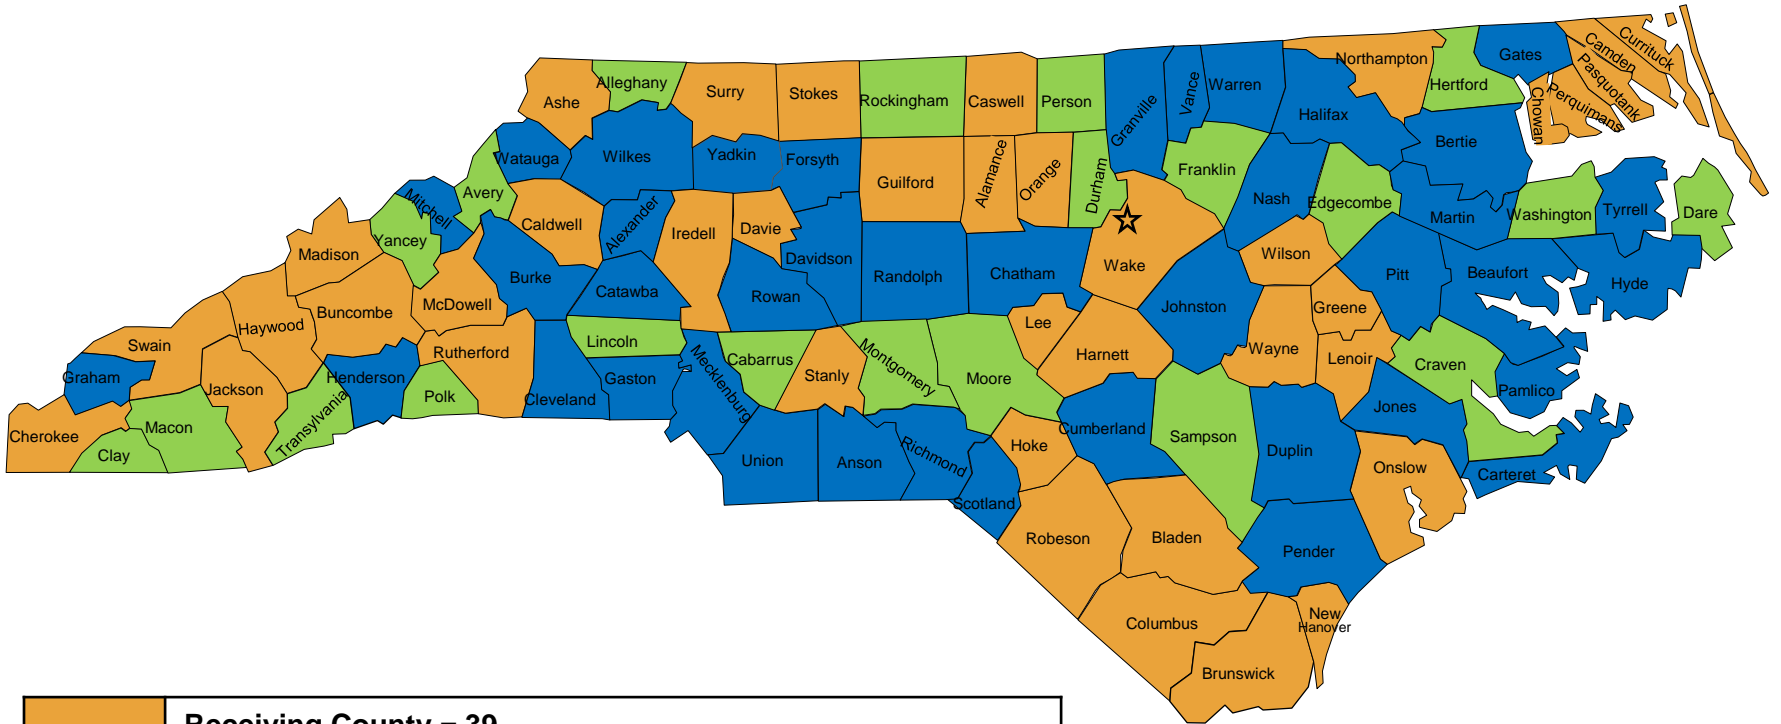 Ashe
Alleghany
Surry
Stokes
Rockingham
Caswell
Person
Granville
Vance
Warren
Halifax
Northampton
Hertford
Gates
Camden
Currituck
Pasquotank
Perquimans
Chowan
Bertie
Watauga
Wilkes
Yadkin
Forsyth
Guilford
Alamance
Orange
Durham
Franklin
Nash
Edgecombe
Martin
Washington
Tyrrell
Dare
Mitchell
Avery
Caldwell
Alexander
Iredell
Davie
Davidson
Randolph
Chatham
Wake
Wilson
Pitt
Beaufort
Hyde
Madison
Yancey
McDowell
Burke
Catawba
Rowan
Johnston
Greene
Swain
Haywood
Buncombe
Rutherford
Lincoln
Cabarrus
Stanly
Montgomery
Moore
Lee
Harnett
Wayne
Lenoir
Craven
Pamlico
Graham
Jackson
Henderson
Polk
Cleveland
Gaston
Mecklenburg
Jones
Cherokee
Clay
Macon
Transylvania
Union
Anson
Richmond
Scotland
Hoke
Cumberland
Sampson
Duplin
Onslow
Carteret
Robeson
Bladen
Pender
Columbus
Brunswick
New
Hanover
Receiving County = 39